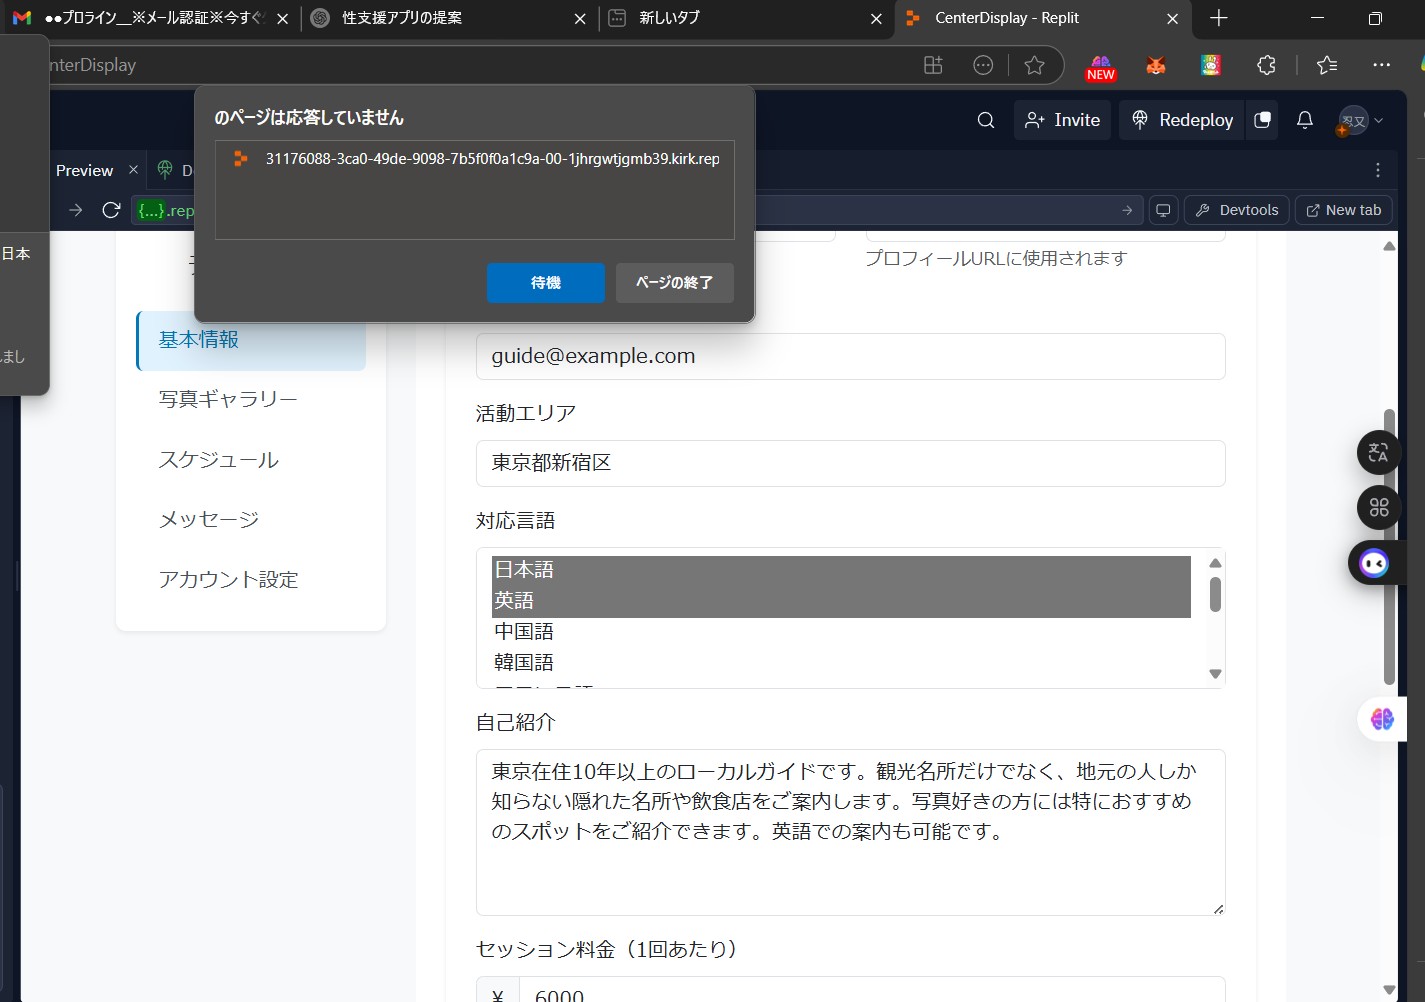 ●●プロライン__※メール認証※今すぐ
性支援アプリの提案
新しいタブ
CenterDisplay - Replit
nterDisplay
NEW
のページは応答していません
31176088-3ca0-49de-9098-7b5f0f0a1c9a-00-1jhrgwtjgmb39.kirk.rep
待機
ページの終了
Invite
Redeploy
忍又
Preview
D
{...}.rep
Devtools
New tab
日本
まし
プロフィールURLに使用されます
基本情報
写真ギャラリー
スケジュール
メッセージ
アカウント設定
guide@example.com
活動エリア
東京都新宿区
対応言語
日本語
英語
中国語
韓国語
自己紹介
東京在住10年以上のローカルガイドです。観光名所だけでなく、地元の人しか
知らない隠れた名所や飲食店をご案内します。写真好きの方には特におすすめ
のスポットをご紹介できます。英語での案内も可能です。
セッション料金（1回あたり）
¥
6000